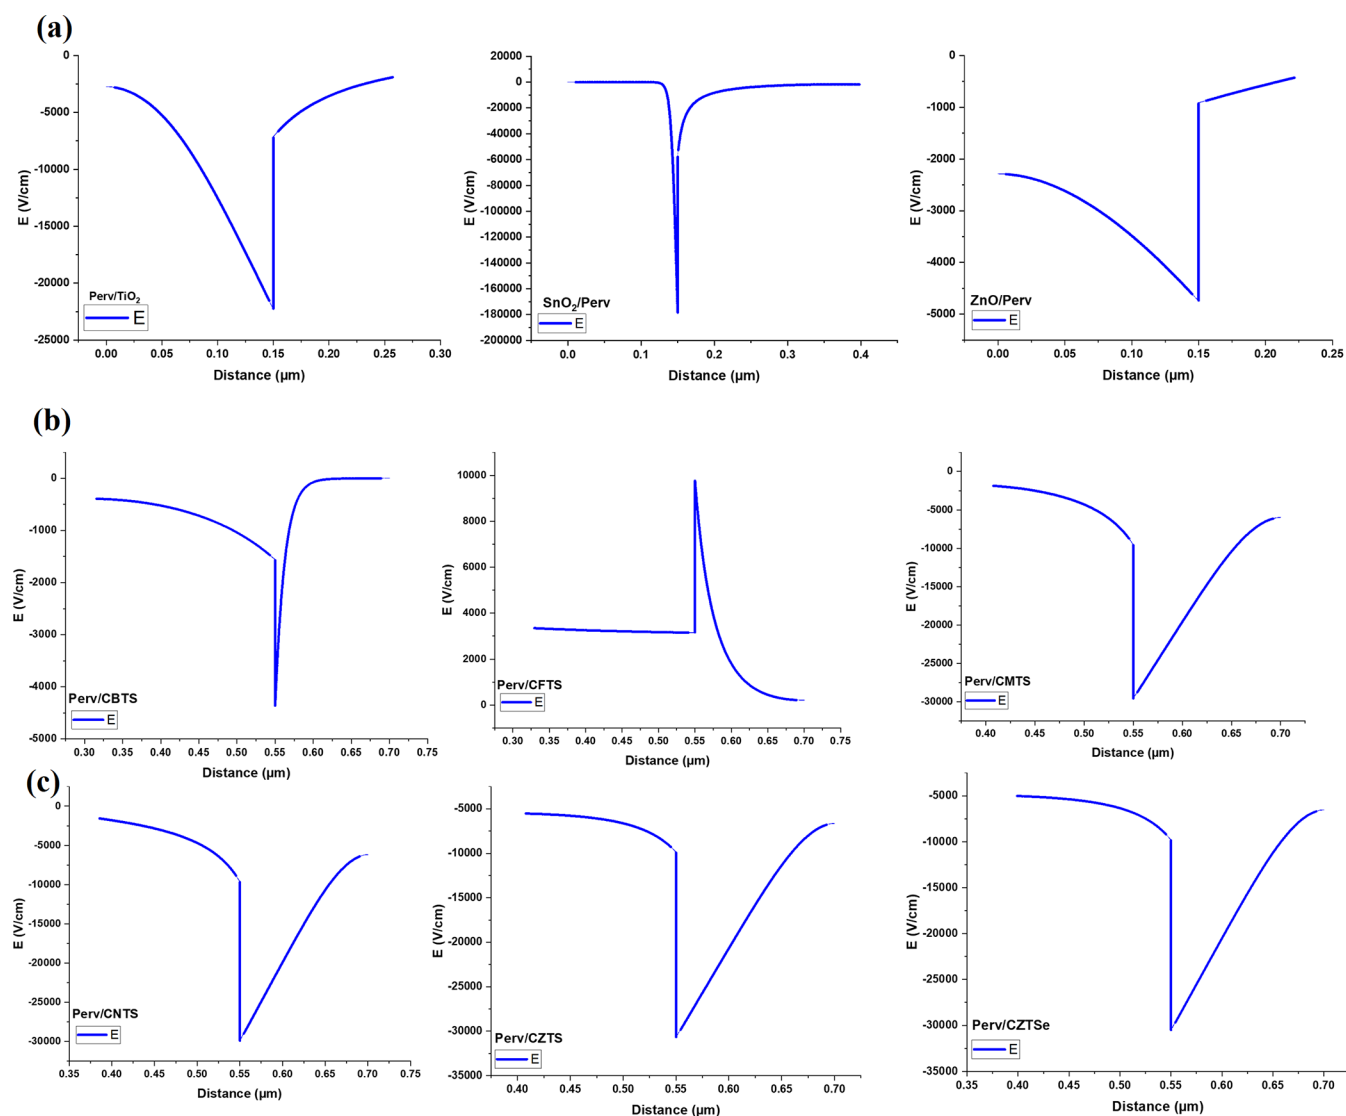 (a)
0
-5000
-10000
-15000
-20000
-25000
E (V/cm)
Perv/TiO2
E
0.00 0.05 0.10 0.15 0.20 0.25 0.30
Distance (µm)
20000
0
-20000
-40000
-60000
-80000
-100000
-120000
-140000
-160000
-180000
-200000
E (V/cm)
SnO2/Perv
E
0.0 0.1 0.2 0.3 0.4
Distance (µm)
0
-1000
-2000
-3000
-4000
-5000
E (V/cm)
ZnO/Perv
E
0.00 0.05 0.10 0.15 0.20 0.25
Distance (µm)
(b)
0
-1000
-2000
-3000
-4000
-5000
E (V/cm)
Perv/CBTS
E
0.30 0.35 0.40 0.45 0.50 0.55 0.60 0.65 0.70 0.75
Distance (µm)
10000
8000
6000
4000
2000
0
E (V/cm)
Perv/CFTS
E
0.30 0.35 0.40 0.45 0.50 0.55 0.60 0.65 0.70 0.75
Distance (µm)
0
-5000
-10000
-15000
-20000
-25000
-30000
E (V/cm)
Perv/CMTS
E
0.40 0.45 0.50 0.55 0.60 0.65 0.70
Distance (µm)
(c)
0
-5000
-10000
-15000
-20000
-25000
-30000
E (V/cm)
Perv/CNTS
E
0.35 0.40 0.45 0.50 0.55 0.60 0.65 0.70 0.75
Distance (µm)
-5000
-10000
-15000
-20000
-25000
-30000
-35000
E (V/cm)
Perv/CZTS
E
0.40 0.45 0.50 0.55 0.60 0.65 0.70
Distance (µm)
-5000
-10000
-15000
-20000
-25000
-30000
-35000
E (V/cm)
Perv/CZTSe
E
0.35 0.40 0.45 0.50 0.55 0.60 0.65 0.70
Distance (µm)